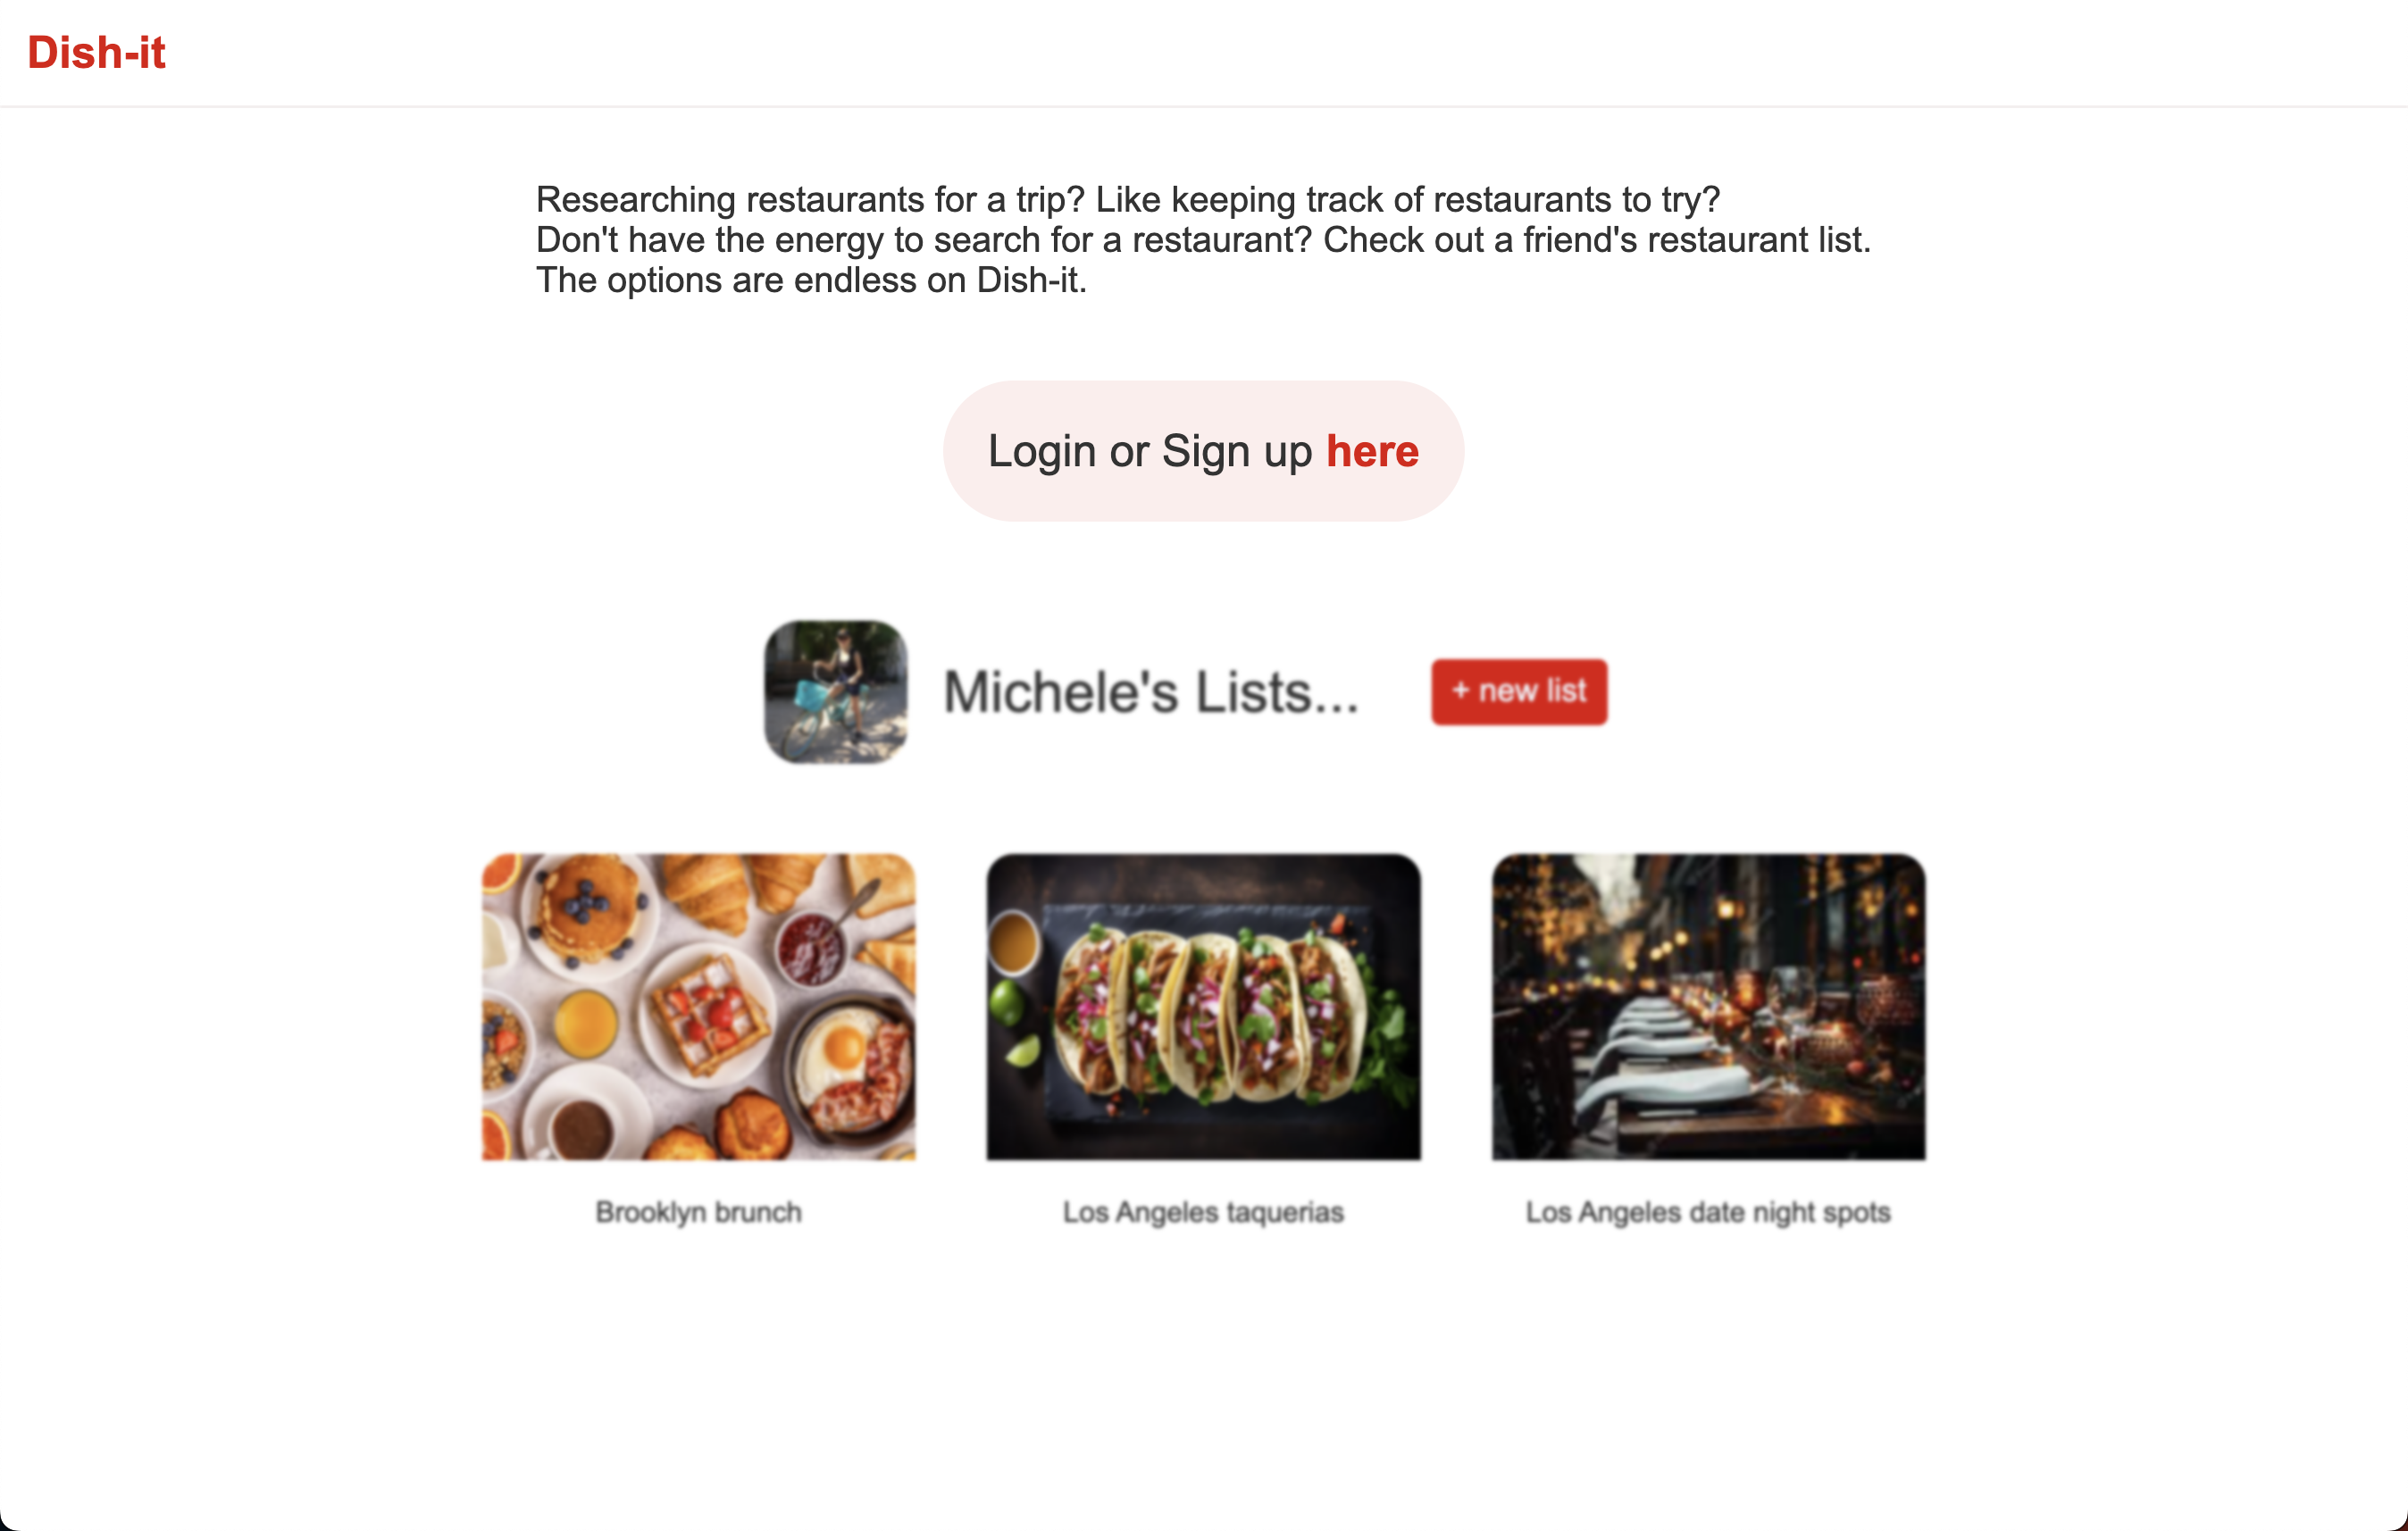 Dish-it
Researching restaurants for a trip? Like keeping track of restaurants to try?
Don't have the energy to search for a restaurant? Check out a friend's restaurant list.
The options are endless on Dish-it.
Login or Sign up here
Michele's Lists...
+ new list
Brooklyn brunch
Los Angeles taquerias
Los Angeles date night spots